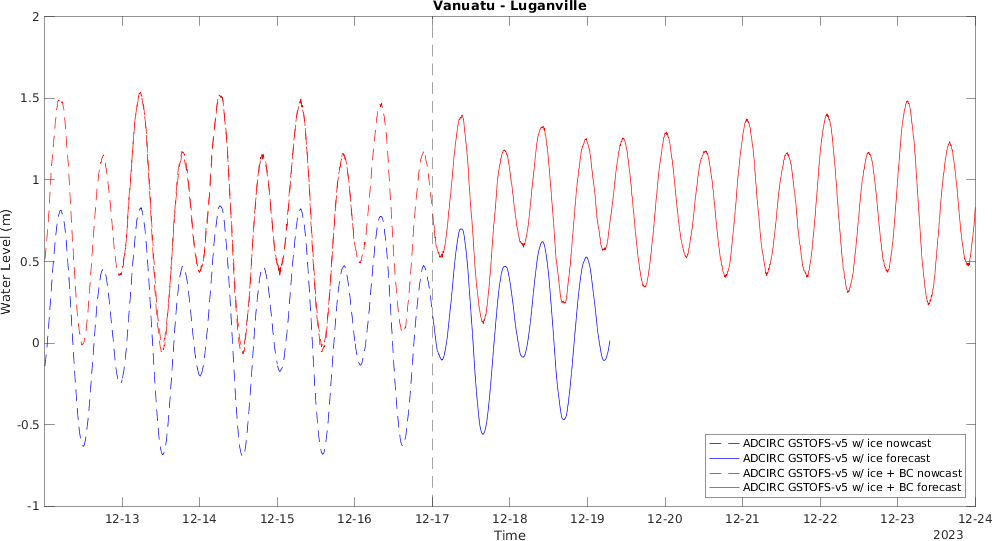 Vanuatu - Luganville
2
1.5
1
0.5
0
-0.5
-1
Water Level (m)
ADCIRC GSTOFS-v5 w/ ice nowcast
ADCIRC GSTOFS-v5 w/ ice forecast
ADCIRC GSTOFS-v5 w/ ice + BC nowcast
ADCIRC GSTOFS-v5 w/ ice + BC forecast
12-13 12-14 12-15 12-16 12-17 12-18 12-19 12-20 12-21 12-22 12-23 12-24
Time
2023